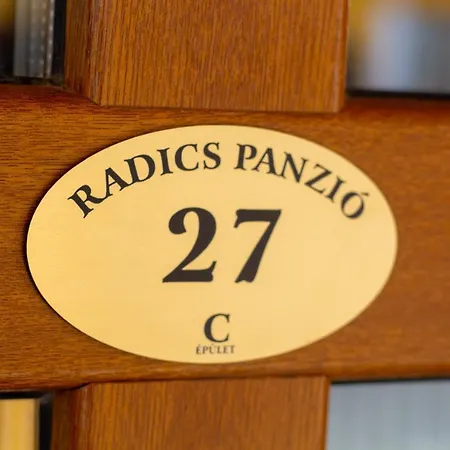 RADICS PANZIÓ
27
C
ÉPÜLET